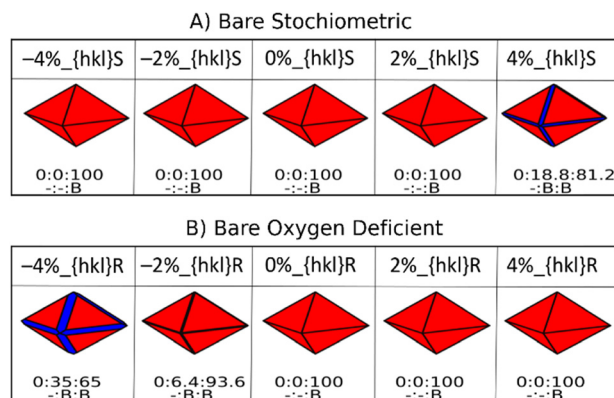 A) Bare Stochiometric
–4%_{hkl}S –2%_{hkl}S 0%_{hkl}S 2%_{hkl}S 4%_{hkl}S
0:0:100 0:0:100 0:0:100 0:0:100 0:18.8:81.2
-:-:B -:-:B -:-:B -:-:B -:B:B
B) Bare Oxygen Deficient
–4%_{hkl}R –2%_{hkl}R 0%_{hkl}R 2%_{hkl}R 4%_{hkl}R
0:35:65 0:6.4:93.6 0:0:100 0:0:100 0:0:100
-:B:B -:B:B -:-:B -:-:B -:-:B